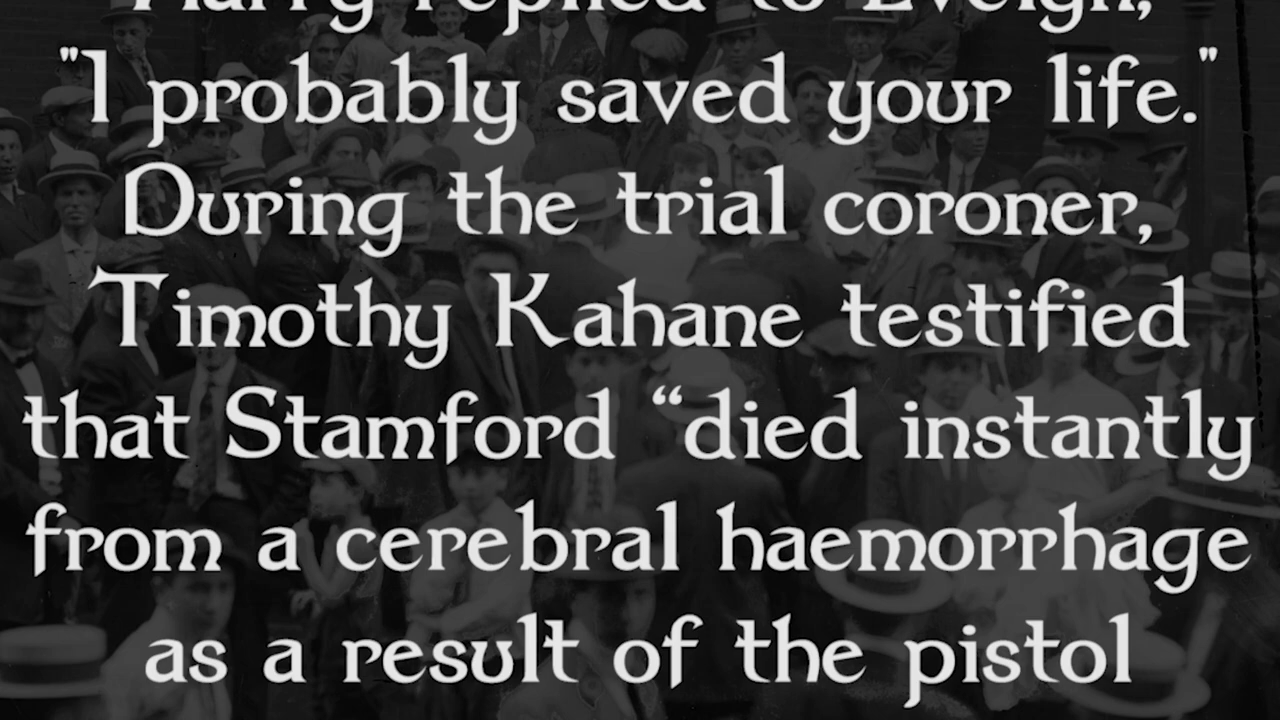 Harry replied to Evelyn,
"I probably saved your life."
During the trial coroner,
Timothy Kahane testified
that Stamford “died instantly
from a cerebral haemorrhage
as a result of the pistol